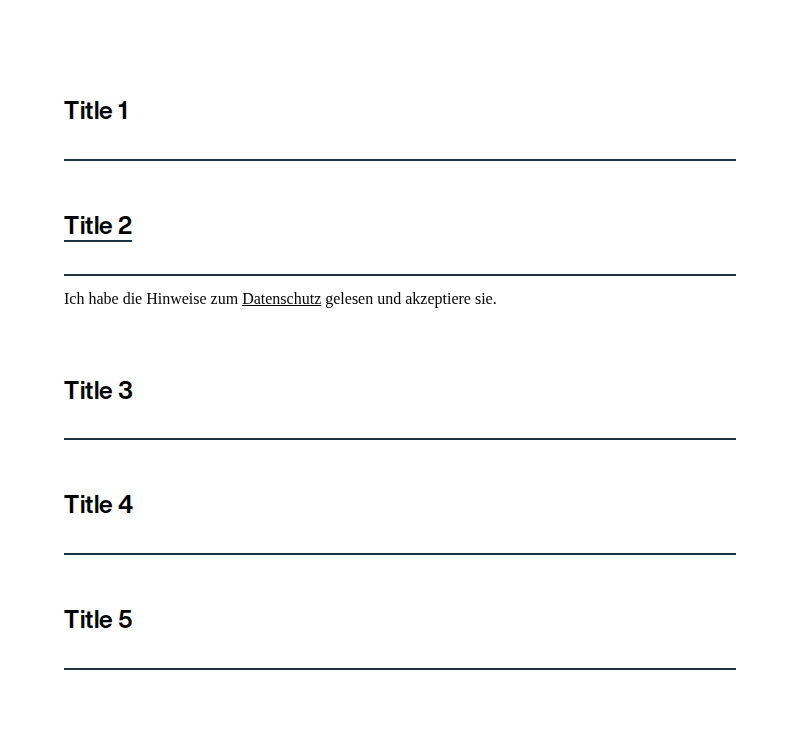 Title 1
Title 2
Ich habe die Hinweise zum Datenschutz gelesen und akzeptiere sie.
Title 3
Title 4
Title 5